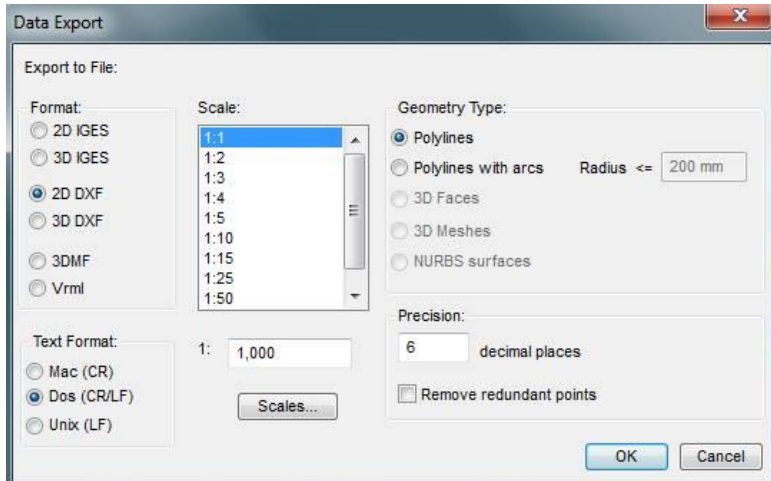 Data Export
Export to File:
Format:
2D IGES
3D IGES
2D DXF
3D DXF
3DMF
Vrml
Text Format:
Mac (CR)
Dos (CR/LF)
Unix (LF)
Scale:
1:1
1:2
1:3
1:4
1:5
1:10
1:15
1:25
1:50
1: 1,000
Scales...
Geometry Type:
Polylines
Polylines with arcs Radius <= 200 mm
3D Faces
3D Meshes
NURBS surfaces
Precision:
6 decimal places
Remove redundant points
OK Cancel